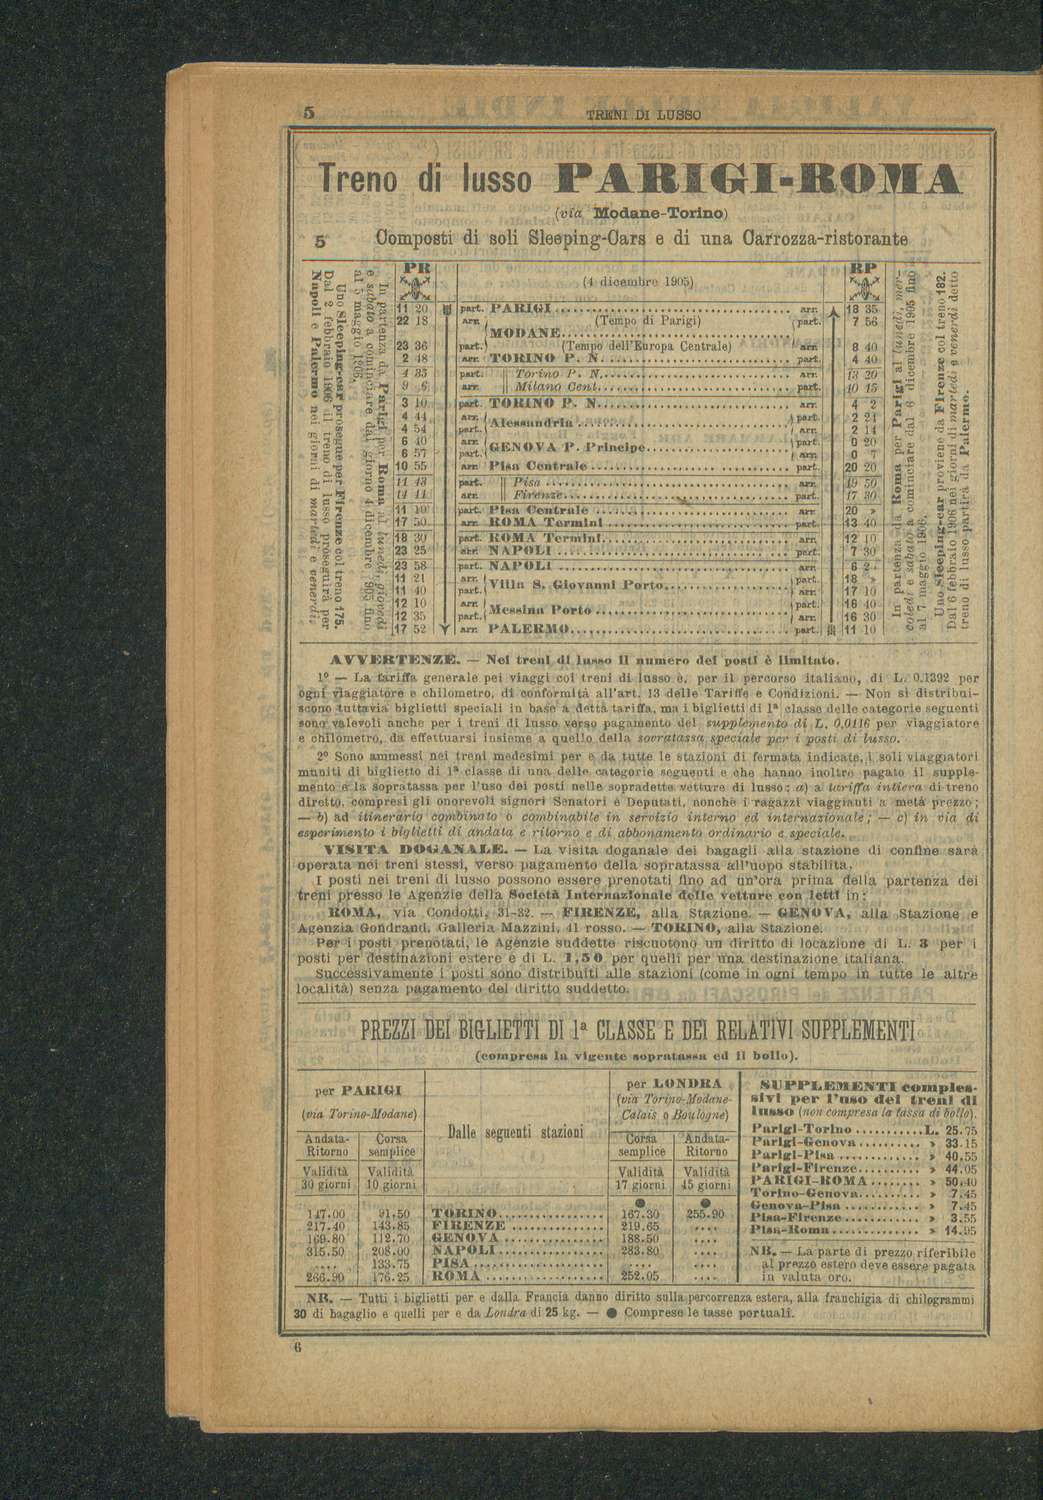 5
TRENI DI LUSSO
Treno di lusso PARIGI-ROMA
(via Modane-Torino)
5 Composti di soli Sleeping-Cars e di una Carrozza-ristorante
In partenza da Parigi per Roma al lunedì, giovedì
e sabato a cominciare dal giorno 4 dicembre 1905 fino
al 5 maggio 1906.
Uno Sleeping-car prosegue per Firenze col treno 175.
Dal 2 febbraio 1906 il treno di lusso proseguirà per
Napoli e Palermo nei giorni di martedì e venerdì.
PR (4 dicembre 1905) RP
11 20 part. PARIGI arr. 18 35
22 18 arr. (Tempo di Parigi) part. 7 56
MODANE
23 36 part. (Tempo dell'Europa Centrale) arr. 8 40
2 48 arr. TORINO P. N. part. 4 40
4 35 part. Torino P. N. arr. 13 20
9 6 arr. Milano Cent. part. 10 15
3 10 part. TORINO P. N. arr. 4 2
4 44 arr. part. 2 24
Alessandria
4 54 part. arr. 2 14
6 40 arr. part. 0 20
GENOVA P. Principe
6 57 part. arr. 0 7
10 55 arr. Pisa Centrale part. 20 20
11 43 part. Pisa arr. 19 50
14 11 arr. Firenze part. 17 30
11 10 part. Pisa Centrale arr. 20 »
17 50 arr. ROMA Termini part. 13 40
18 30 part. ROMA Termini arr. 12 10
23 25 arr. NAPOLI part. 7 30
23 58 part. NAPOLI arr. 6 2
11 21 arr. part. 18 »
Villa S. Giovanni Porto
11 40 part. arr. 17 10
12 10 arr. part. 16 40
Messina Porto
12 35 part. arr. 16 30
17 52 arr. PALERMO part. 11 10
In partenza da Roma per Parigi al lunedì, mer-
coledì e sabato a cominciare dal 6 dicembre 1905 fino
al 7 maggio 1906.
Uno Sleeping-car proviene da Firenze col treno 182.
Dal 6 febbraio 1906 nei giorni di martedì e venerdì detto
treno di lusso partirà da Palermo.
AVVERTENZE. — Nei treni di lusso il numero dei posti è limitato.
1º — La tariffa generale pei viaggi coi treni di lusso è, per il percorso italiano, di L. 0.1392 per
ogni viaggiatore e chilometro, di conformità all'art. 13 delle Tariffe e Condizioni. — Non si distribui-
scono tuttavia biglietti speciali in base a detta tariffa, ma i biglietti di 1ª classe delle categorie seguenti
sono valevoli anche per i treni di lusso verso pagamento del supplemento di L. 0,0116 per viaggiatore
e chilometro, da effettuarsi insieme a quello della sovratassa speciale per i posti di lusso.
2º Sono ammessi nei treni medesimi per e da tutte le stazioni di fermata indicate, i soli viaggiatori
muniti di biglietto di 1ª classe di una delle categorie seguenti e che hanno inoltre pagato il supple-
mento e la sopratassa per l'uso dei posti nelle sopradette vetture di lusso: a) a tariffa intiera di treno
diretto, compresi gli onorevoli signori Senatori e Deputati, nonchè i ragazzi viaggianti a metà prezzo;
— b) ad itinerario combinato o combinabile in servizio interno ed internazionale; — c) in via di
esperimento i biglietti di andata e ritorno e di abbonamento ordinario e speciale.
VISITA DOGANALE. — La visita doganale dei bagagli alla stazione di confine sarà
operata nei treni stessi, verso pagamento della sopratassa all'uopo stabilita.
I posti nei treni di lusso possono essere prenotati fino ad un'ora prima della partenza dei
treni presso le Agenzie della Società Internazionale delle vetture con letti in:
ROMA, via Condotti, 31-32. — FIRENZE, alla Stazione. — GENOVA, alla Stazione e
Agenzia Gondrand, Galleria Mazzini, 41 rosso. — TORINO, alla Stazione.
Per i posti prenotati, le Agenzie suddette riscuotono un diritto di locazione di L. 3 per i
posti per destinazioni estere e di L. 1,50 per quelli per una destinazione italiana.
Successivamente i posti sono distribuiti alle stazioni (come in ogni tempo in tutte le altre
località) senza pagamento del diritto suddetto.
PREZZI DEI BIGLIETTI DI 1ª CLASSE E DEI RELATIVI SUPPLEMENTI
(compresa la vigente sopratassa ed il bollo).
per PARIGI
(via Torino-Modane)
Andata-Ritorno Corsa semplice
Validità 30 giorni Validità 10 giorni
Dalle seguenti stazioni
per LONDRA
(via Torino-Modane-
Calais o Boulogne)
Corsa semplice Andata-Ritorno
Validità 17 giorni Validità 45 giorni
● ●
147.00 91.50 TORINO 167.30 255.90
217.40 143.85 FIRENZE 219.65 ....
169.80 112.70 GENOVA 188.50 ....
315.50 208.00 NAPOLI 283.80 ....
.... 133.75 PISA .... ....
266.90 176.25 ROMA 252.05 ....
SUPPLEMENTI comples-
sivi per l'uso dei treni di
lusso (non compresa la tassa di bollo).
Parigi-Torino L. 25.75
Parigi-Genova » 33.15
Parigi-Pisa » 40.55
Parigi-Firenze » 44.05
PARIGI-ROMA » 50.40
Torino-Genova » 7.45
Genova-Pisa » 7.45
Pisa-Firenze » 3.55
Pisa-Roma » 14.95
NB. — La parte di prezzo riferibile
al prezzo estero deve essere pagata
in valuta oro.
NB. — Tutti i biglietti per e dalla Francia danno diritto sulla percorrenza estera, alla franchigia di chilogrammi
30 di bagaglio e quelli per e da Londra di 25 kg. — ● Comprese le tasse portuali.
6